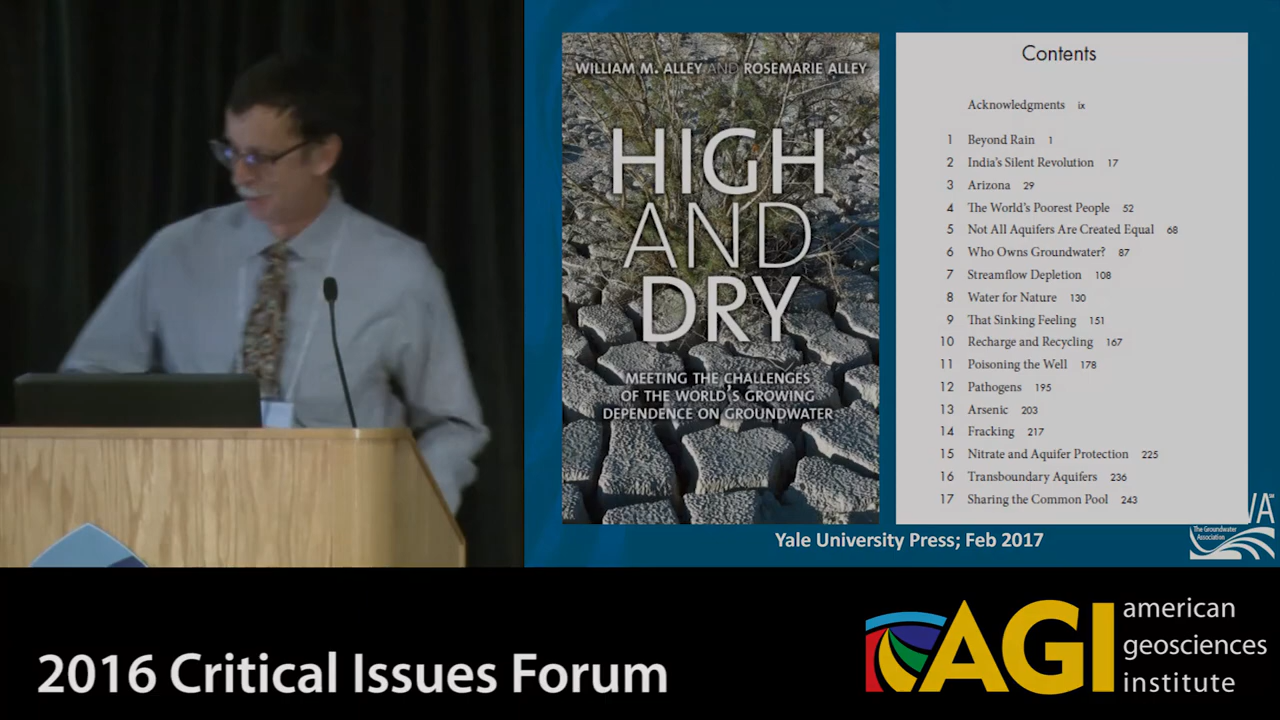 WILLIAM M. ALLEY AND ROSEMARIE ALLEY
HIGH
AND
DRY
MEETING THE CHALLENGES
OF THE WORLD'S GROWING
DEPENDENCE ON GROUNDWATER
Contents
Acknowledgments ix
1 Beyond Rain 1
2 India's Silent Revolution 17
3 Arizona 29
4 The World's Poorest People 52
5 Not All Aquifers Are Created Equal 68
6 Who Owns Groundwater? 87
7 Streamflow Depletion 108
8 Water for Nature 130
9 That Sinking Feeling 151
10 Recharge and Recycling 167
11 Poisoning the Well 178
12 Pathogens 195
13 Arsenic 203
14 Fracking 217
15 Nitrate and Aquifer Protection 225
16 Transboundary Aquifers 236
17 Sharing the Common Pool 243
Yale University Press; Feb 2017
The Groundwater
Association
2016 Critical Issues Forum
AGI
american
geosciences
institute